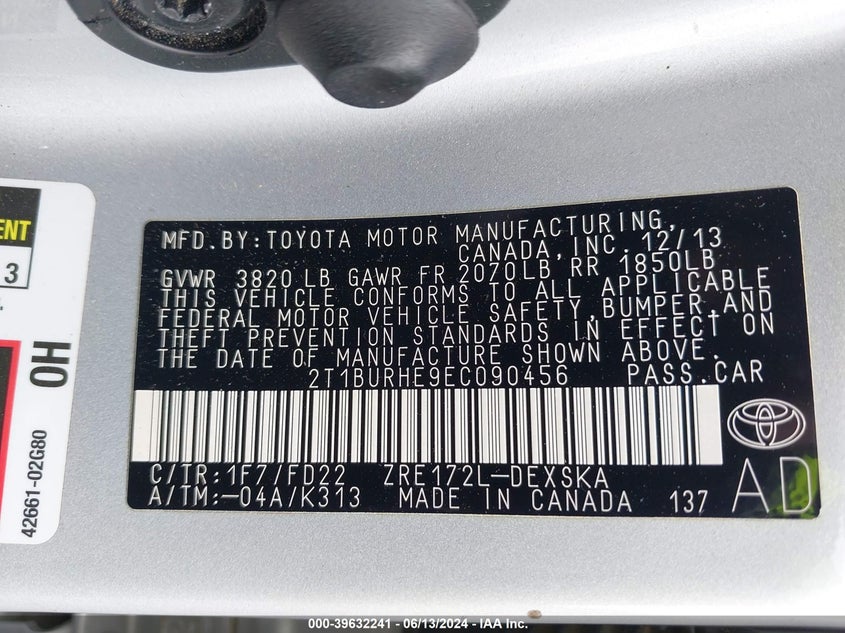 MFD.BY:TOYOTA MOTOR MANUFACTURING,
CANADA,INC. 12/13
GVWR 3820 LB GAWR FR 2070LB RR 1850LB
THIS VEHICLE CONFORMS TO ALL APPLICABLE
FEDERAL MOTOR VEHICLE SAFETY,BUMPER,AND
THEFT PREVENTION STANDARDS IN EFFECT ON
THE DATE OF MANUFACTURE SHOWN ABOVE.
2T1BURHE9EC090456 PASS.CAR
C/TR:1F7/FD22 ZRE172L-DEXSKA
A/TM:-04A/K313 MADE IN CANADA 137
AD
3
OH
42661-02G80
000-39632241 - 06/13/2024 - IAA Inc.